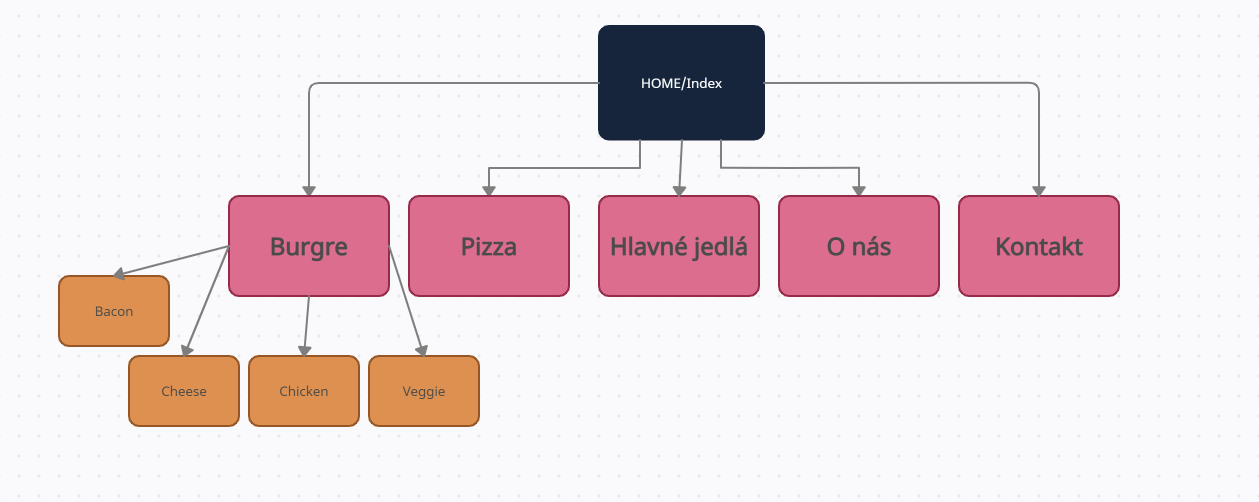 HOME/Index
Burgre
Pizza
Hlavné jedlá
O nás
Kontakt
Bacon
Cheese
Chicken
Veggie